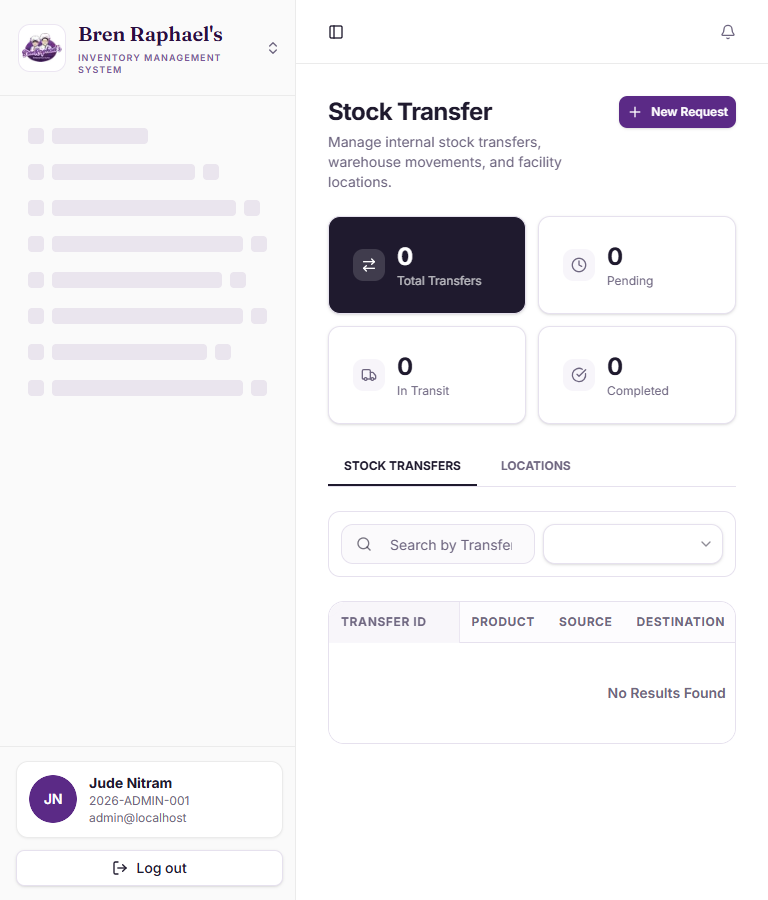 Bren Raphael's
INVENTORY MANAGEMENT
SYSTEM
Stock Transfer
New Request
Manage internal stock transfers,
warehouse movements, and facility
locations.
0
Total Transfers
0
Pending
0
In Transit
0
Completed
STOCK TRANSFERS
LOCATIONS
Search by Transfe
TRANSFER ID
PRODUCT
SOURCE
DESTINATION
No Results Found
JN
Jude Nitram
2026-ADMIN-001
admin@localhost
Log out